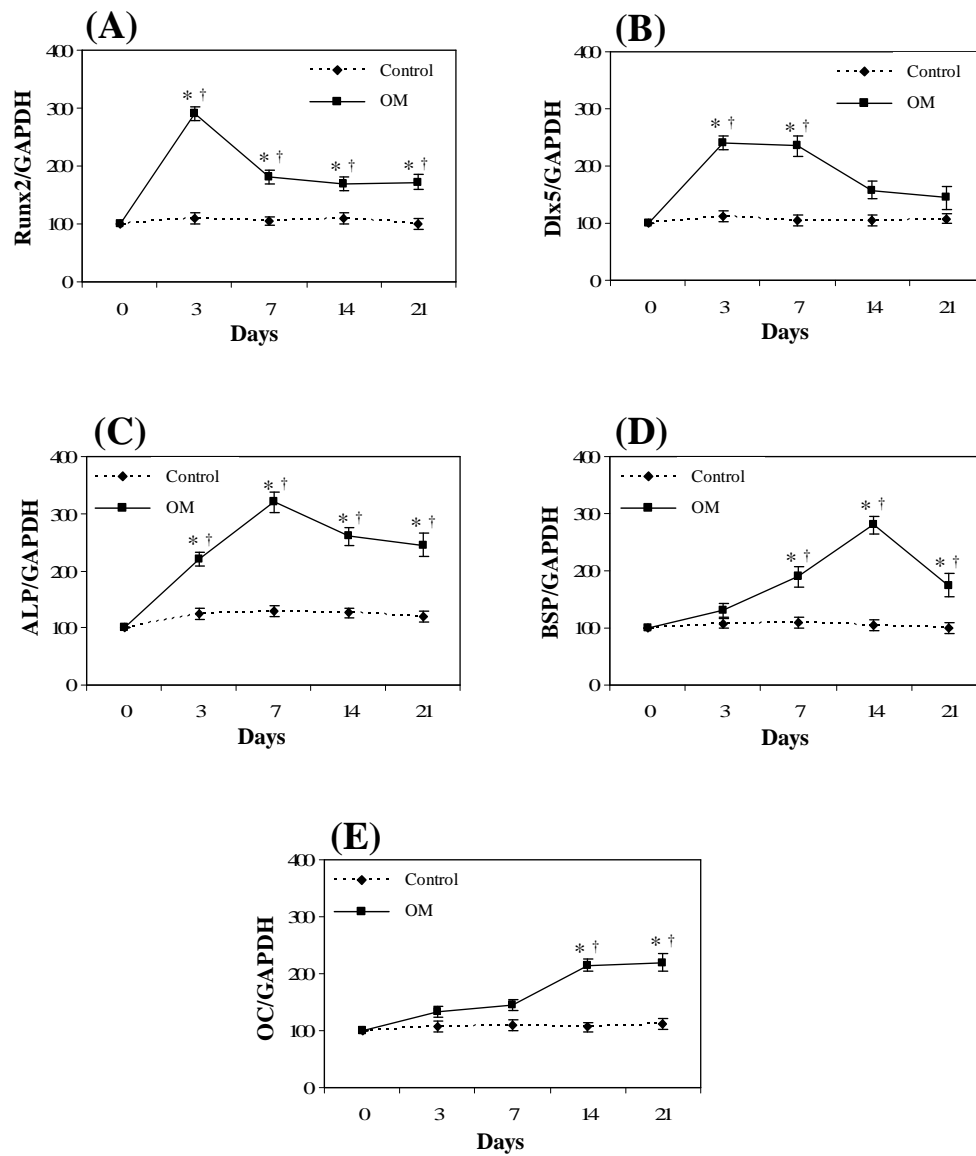 (A)
400
300
200
100
0
Runx2/GAPDH
Control
OM
* †
* †
* †
* †
0 3 7 14 21
Days
(B)
400
300
200
100
0
Dlx5/GAPDH
Control
OM
* †
* †
0 3 7 14 21
Days
(C)
400
300
200
100
0
ALP/GAPDH
Control
OM
* †
* †
* †
* †
0 3 7 14 21
Days
(D)
400
300
200
100
0
BSP/GAPDH
Control
OM
* †
* †
* †
0 3 7 14 21
Days
(E)
400
300
200
100
0
OC/GAPDH
Control
OM
* †
* †
0 3 7 14 21
Days